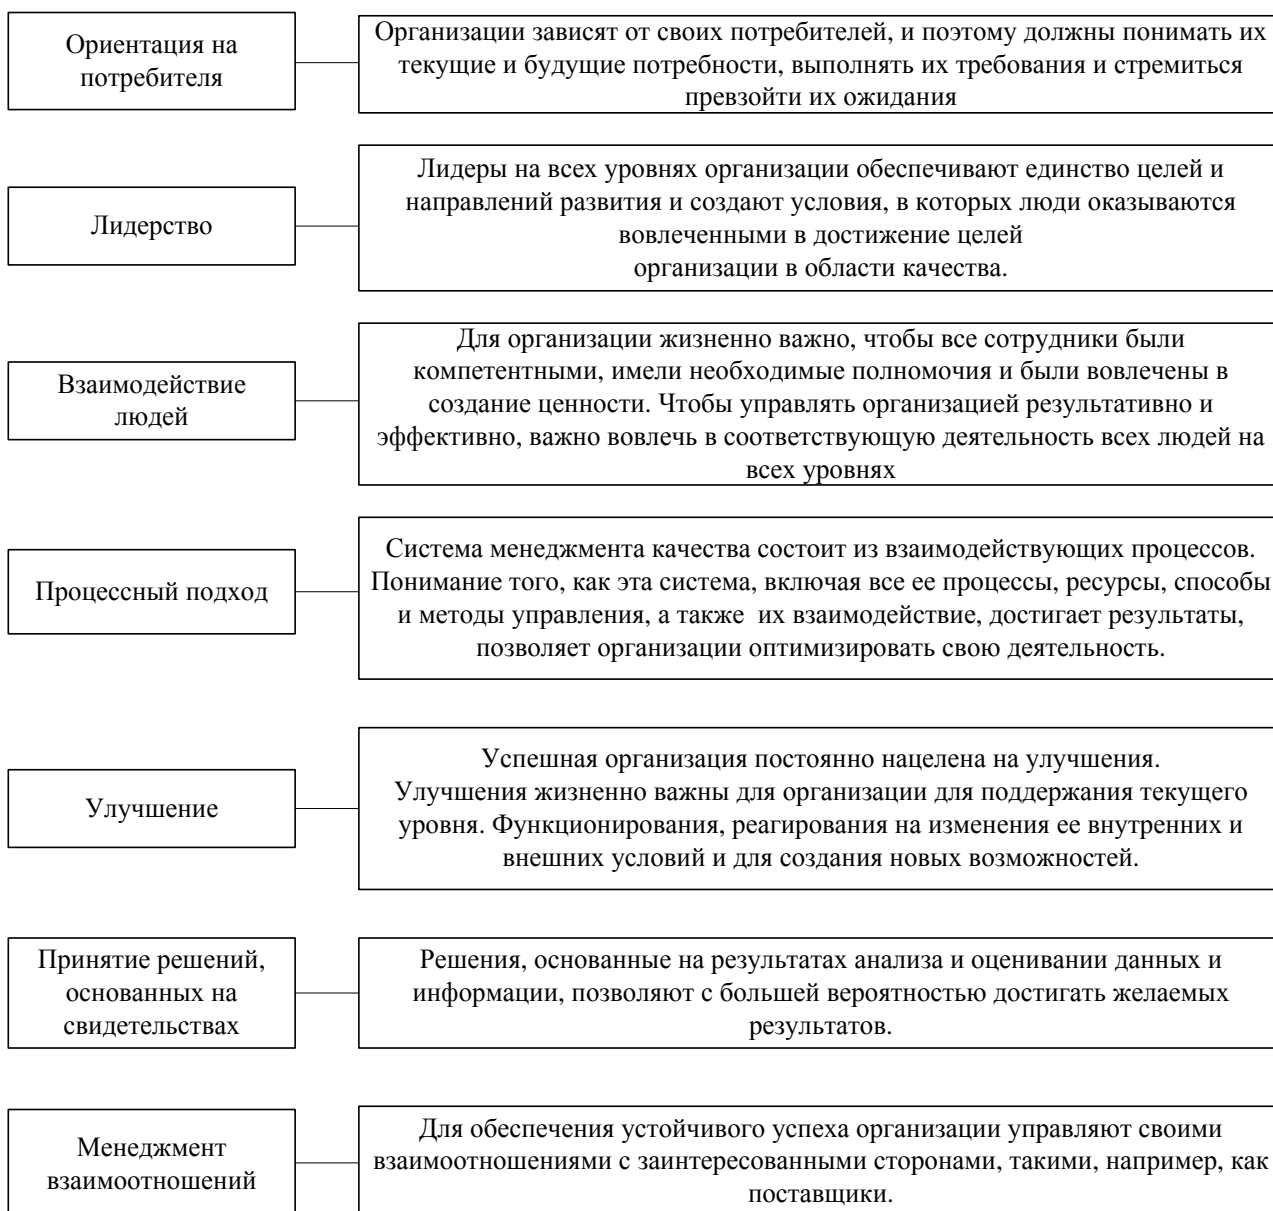 Ориентация на
потребителя
Организации зависят от своих потребителей, и поэтому должны понимать их
текущие и будущие потребности, выполнять их требования и стремиться
превзойти их ожидания
Лидерство
Лидеры на всех уровнях организации обеспечивают единство целей и
направлений развития и создают условия, в которых люди оказываются
вовлеченными в достижение целей
организации в области качества.
Взаимодействие
людей
Для организации жизненно важно, чтобы все сотрудники были
компетентными, имели необходимые полномочия и были вовлечены в
создание ценности. Чтобы управлять организацией результативно и
эффективно, важно вовлечь в соответствующую деятельность всех людей на
всех уровнях
Процессный подход
Система менеджмента качества состоит из взаимодействующих процессов.
Понимание того, как эта система, включая все ее процессы, ресурсы, способы
и методы управления, а также  их взаимодействие, достигает результаты,
позволяет организации оптимизировать свою деятельность.
Улучшение
Успешная организация постоянно нацелена на улучшения.
Улучшения жизненно важны для организации для поддержания текущего
уровня. Функционирования, реагирования на изменения ее внутренних и
внешних условий и для создания новых возможностей.
Принятие решений,
основанных на
свидетельствах
Решения, основанные на результатах анализа и оценивании данных и
информации, позволяют с большей вероятностью достигать желаемых
результатов.
Менеджмент
взаимоотношений
Для обеспечения устойчивого успеха организации управляют своими
взаимоотношениями с заинтересованными сторонами, такими, например, как
поставщики.